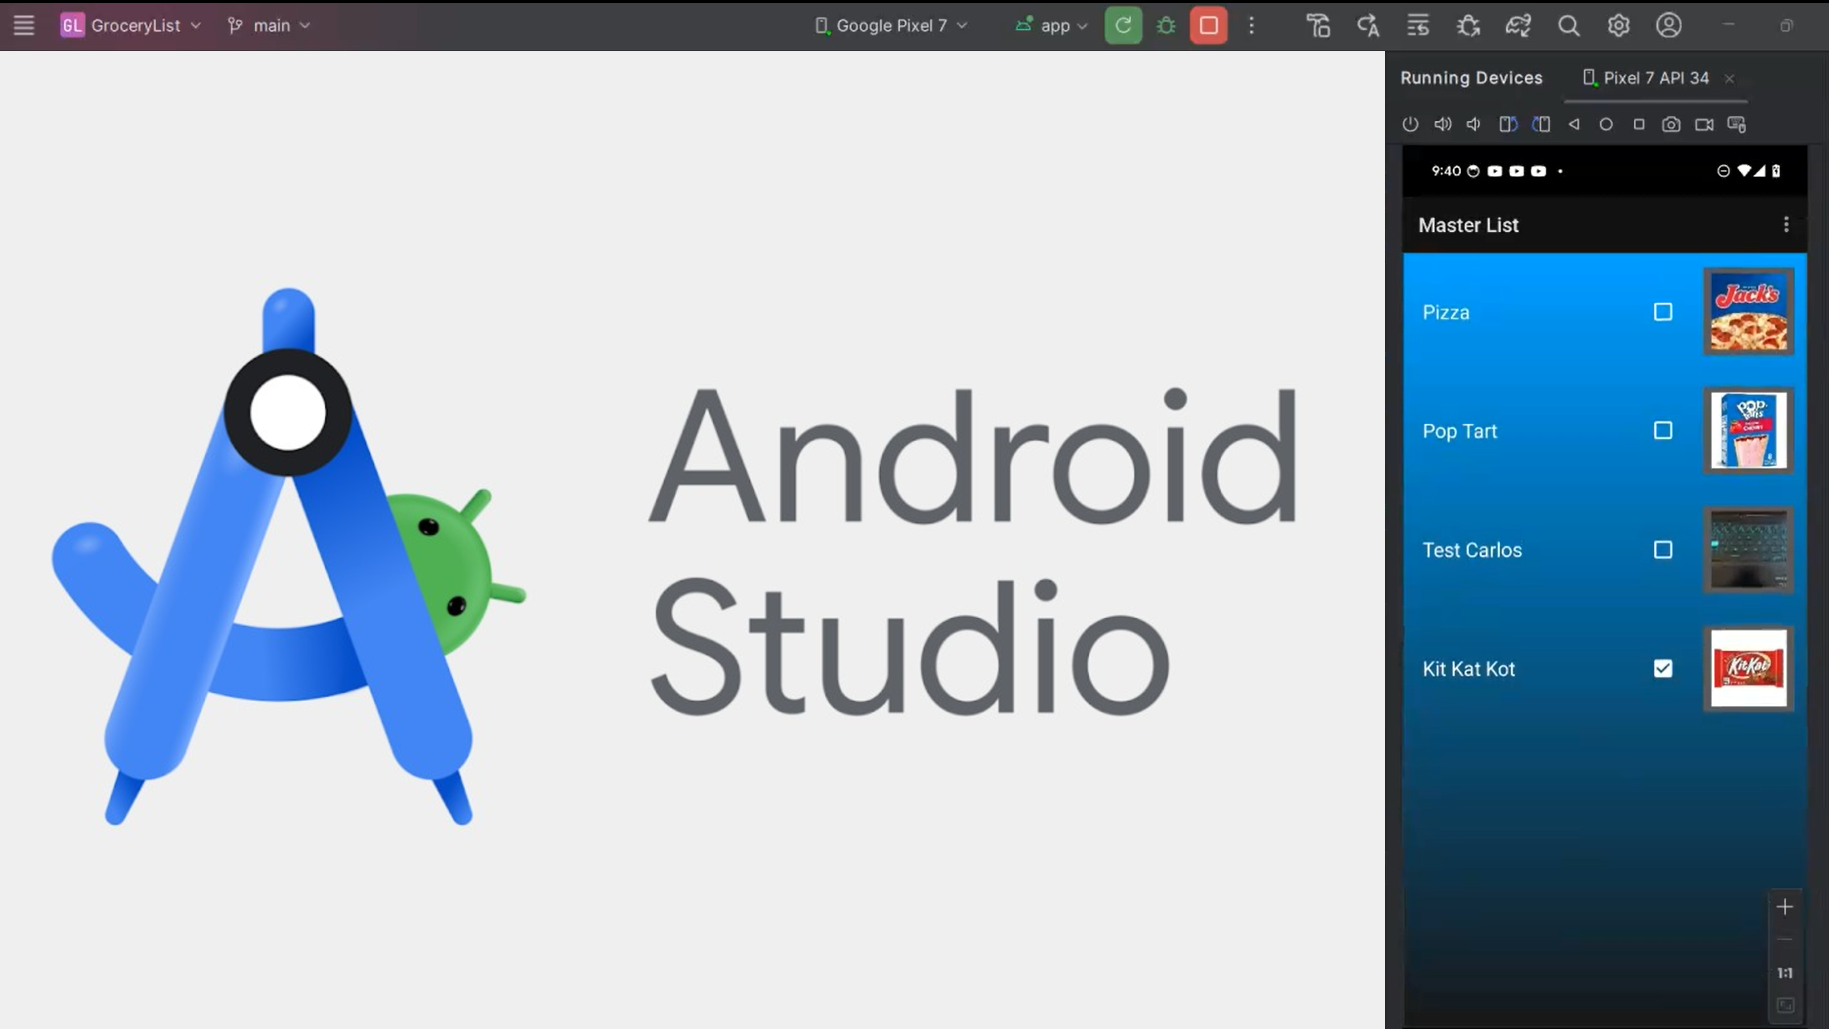 GL GroceryList main Google Pixel 7 app
Running Devices Pixel 7 API 34
9:40
Master List
Pizza
Jack's
Pop Tart
Pop Tarts
Test Carlos
Kit Kat Kot
KitKat
1:1
Android
Studio